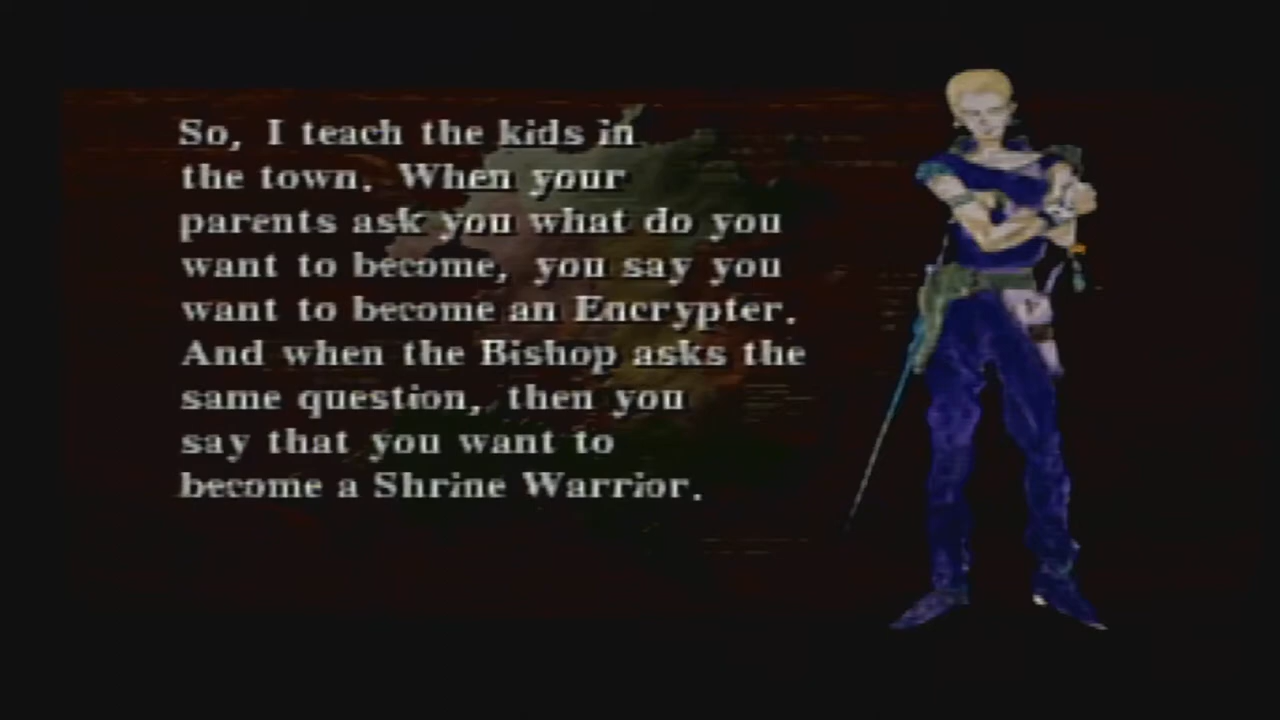 So, I teach the kids in
the town. When your
parents ask you what do you
want to become, you say you
want to become an Encrypter.
And when the Bishop asks the
same question, then you
say that you want to
become a Shrine Warrior.